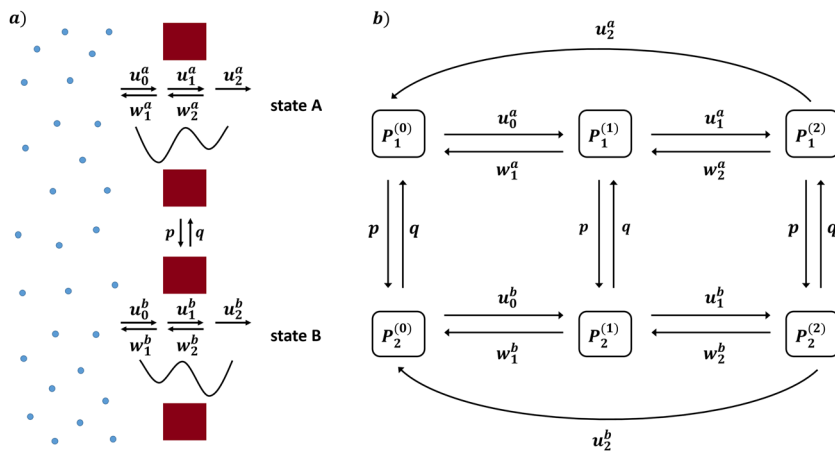 a)
u_0^a u_1^a u_2^a
w_1^a w_2^a
state A
p q
u_0^b u_1^b u_2^b
w_1^b w_2^b
state B
b)
u_2^a
P_1^{(0)} u_0^a P_1^{(1)} u_1^a P_1^{(2)}
w_1^a w_2^a
p q p q p q
P_2^{(0)} u_0^b P_2^{(1)} u_1^b P_2^{(2)}
w_1^b w_2^b
u_2^b